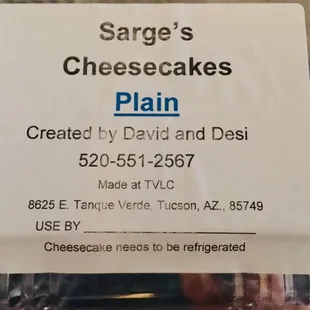 Sarge's
Cheesecakes
Plain
Created by David and Desi
520-551-2567
Made at TVLC
8625 E. Tanque Verde, Tucson, AZ., 85749
USE BY
Cheesecake needs to be refrigerated